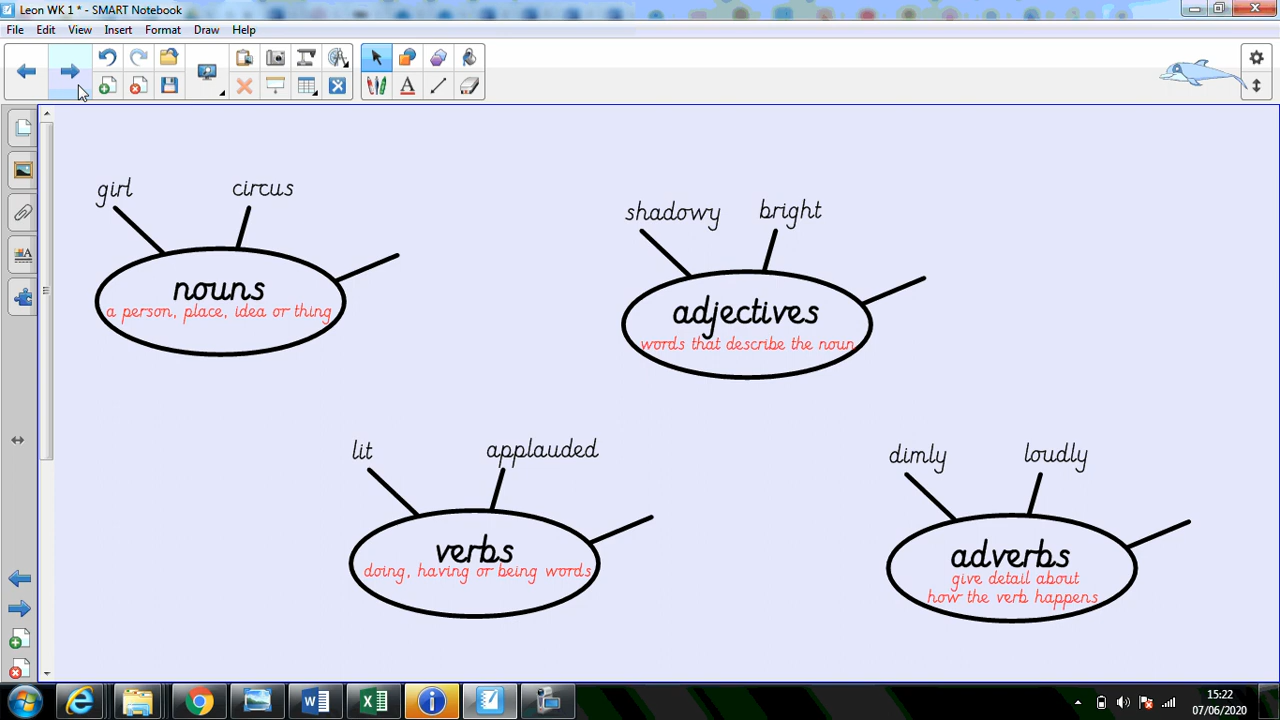 Leon WK 1 * - SMART Notebook
File Edit View Insert Format Draw Help
girl circus
nouns
a person, place, idea or thing
shadowy bright
adjectives
words that describe the noun
lit applauded
verbs
doing, having or being words
dimly loudly
adverbs
give detail about
how the verb happens
15:22
07/06/2020